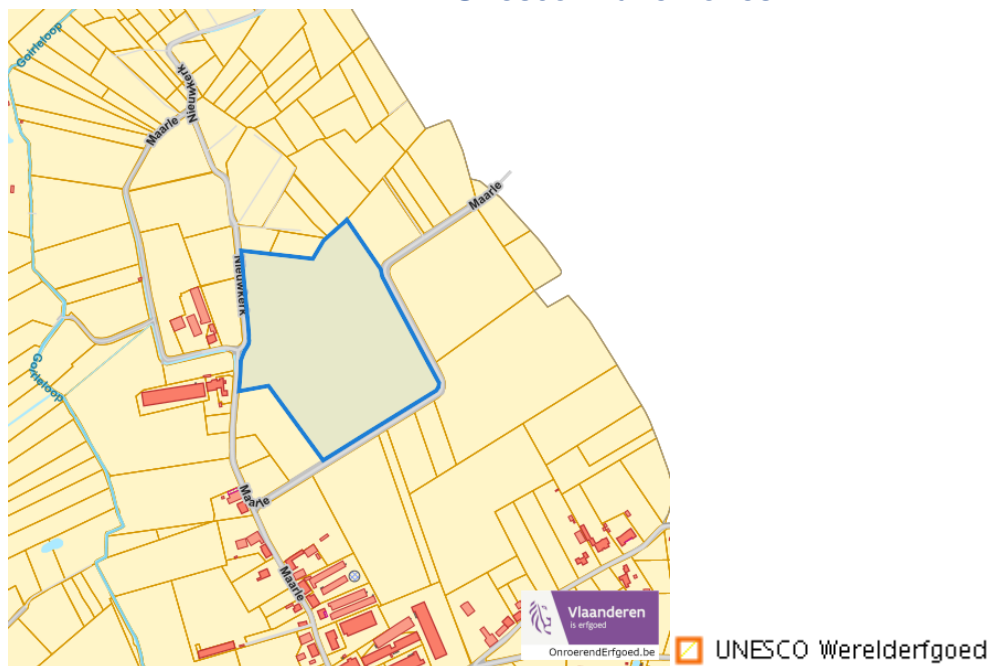 Goirleloop
Nieuwkerk
Maarle
Maarle
Nieuwkerk
Goirleloop
Maarle
Maarle
Vlaanderen
is erfgoed
OnroerendErfgoed.be
UNESCO Werelderfgoed